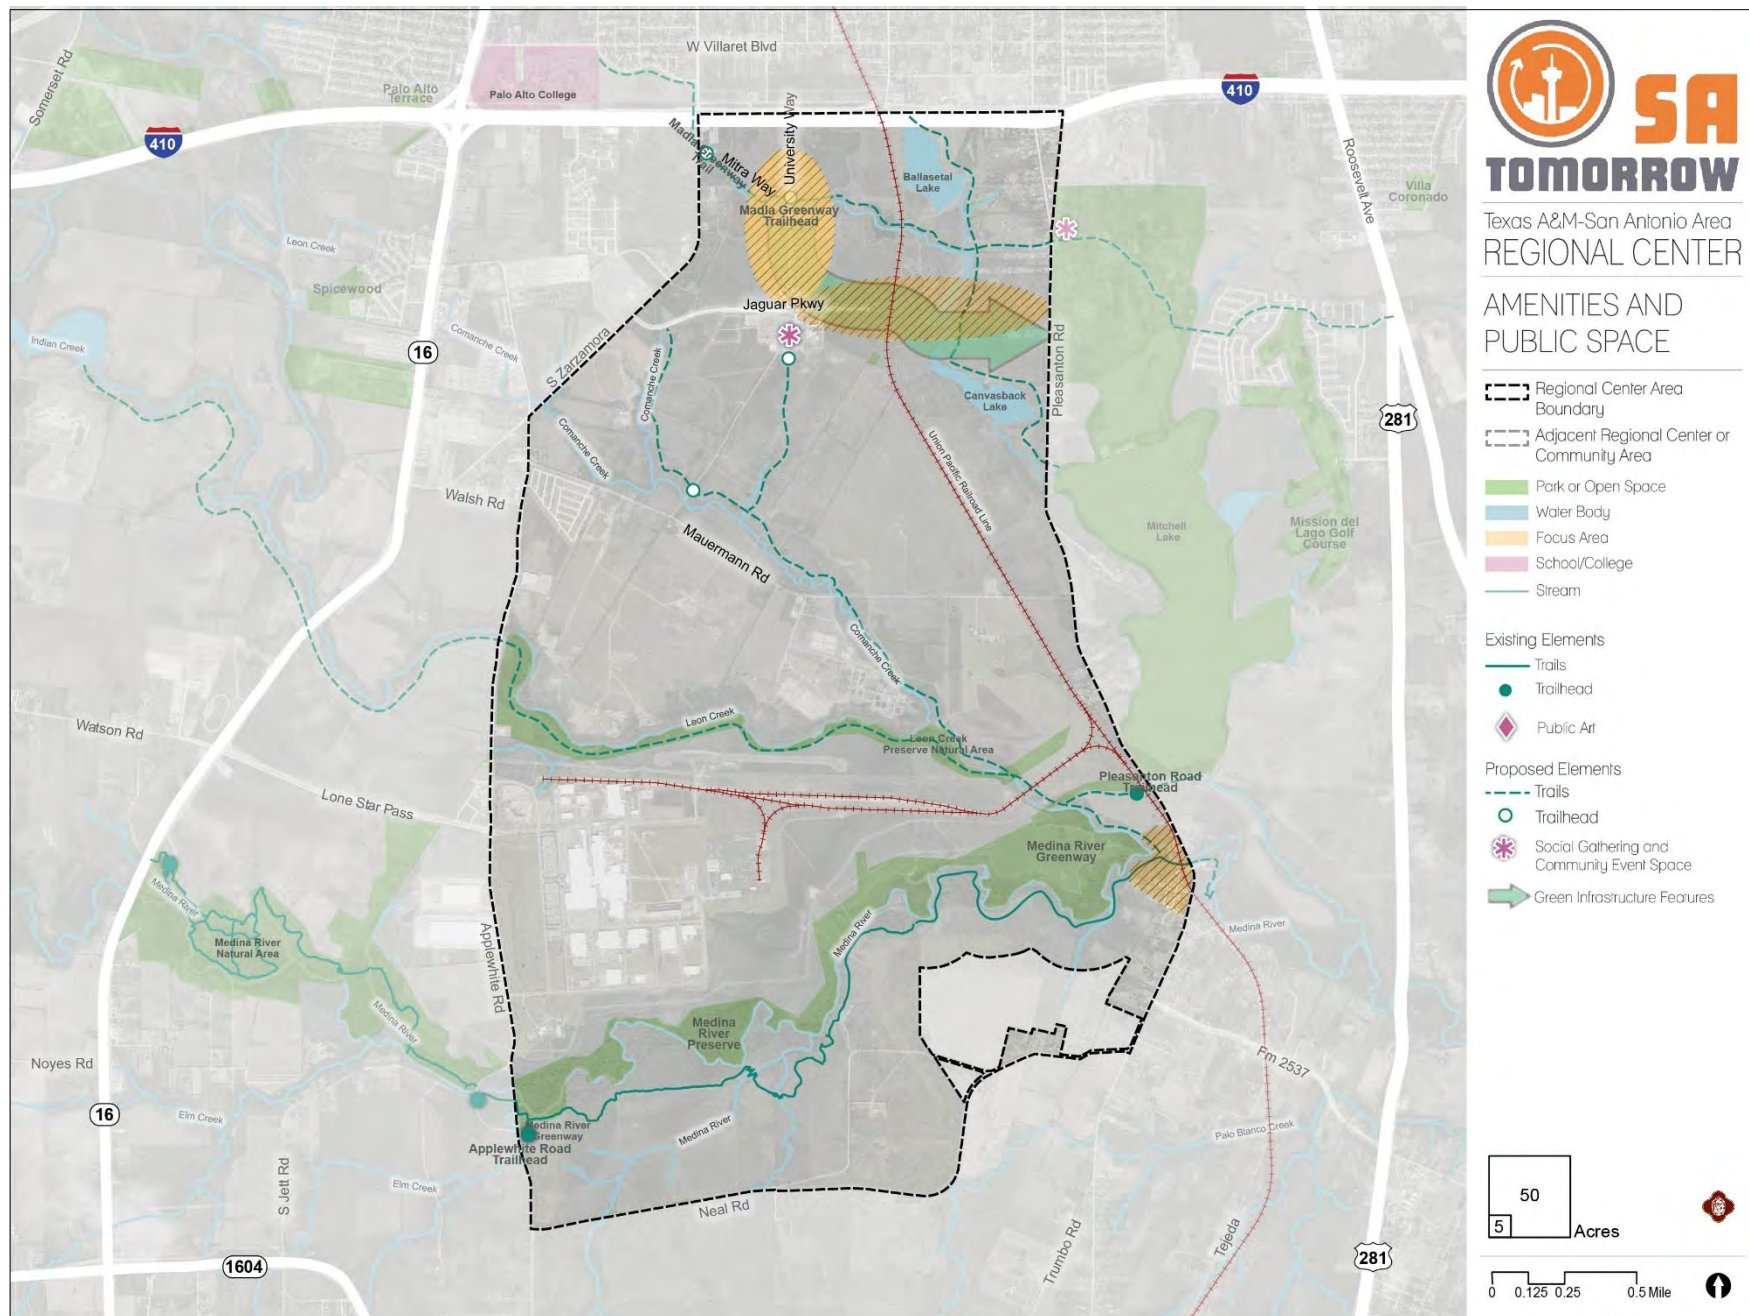 W Villaret Blvd
Somerset Rd
Palo Alto
Terrace
Palo Alto College
410
410
Madla Greenway
Trail
Mitra Way
University Way
Ballasetal
Lake
Roosevelt Ave
Villa
Coronado
Madla Greenway
Trailhead
Leon Creek
Spicewood
Jaguar Pkwy
Indian Creek
Comanche Creek
16
S Zarzamora
Comanche Creek
Pleasanton Rd
Canvasback
Lake
281
Comanche Creek
Union Pacific Railroad Line
Walsh Rd
Mauermann Rd
Mitchell
Lake
Mission del
Lago Golf
Course
Comanche Creek
Leon Creek
Leon Creek
Preserve Natural Area
Watson Rd
Pleasanton Road
Trailhead
Lone Star Pass
Medina River
Greenway
Medina River
Medina River
Natural Area
Applewhite Rd
Medina River
Medina River
Medina River
Medina
River
Preserve
Noyes Rd
Fm 2537
16
Elm Creek
Medina River
Greenway
Medina River
Palo Blanco Creek
Applewhite Road
Trailhead
S Jett Rd
Elm Creek
Neal Rd
Trumbo Rd
Tejeda
1604
281
SA
TOMORROW
Texas A&M-San Antonio Area
REGIONAL CENTER
AMENITIES AND
PUBLIC SPACE
Regional Center Area
Boundary
Adjacent Regional Center or
Community Area
Park or Open Space
Water Body
Focus Area
School/College
Stream
Existing Elements
Trails
Trailhead
Public Art
Proposed Elements
Trails
Trailhead
Social Gathering and
Community Event Space
Green Infrastructure Features
50
5
Acres
0 0.125 0.25 0.5 Mile